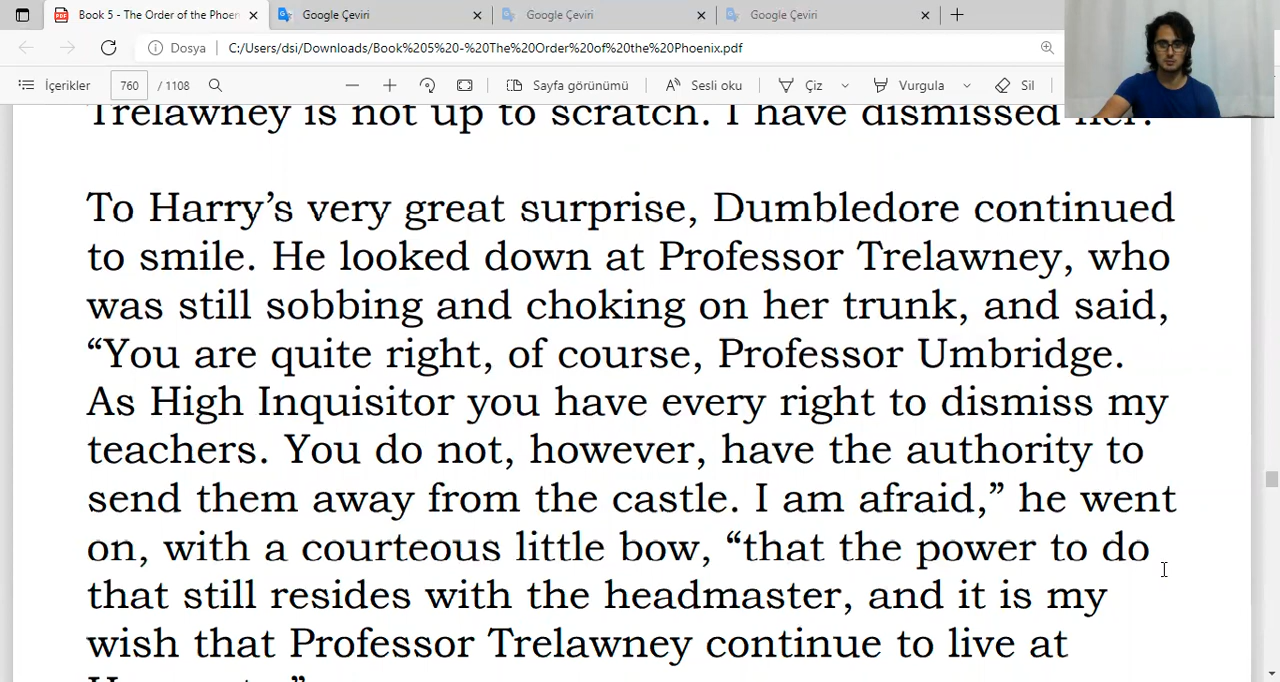 Book 5 - The Order of the Phoen
Google Çeviri
Google Çeviri
Google Çeviri
Dosya
C:/Users/dsi/Downloads/Book%205%20-%20The%20Order%20of%20the%20Phoenix.pdf
İçerikler
760 / 1108
Sayfa görünümü
Sesli oku
Çiz
Vurgula
Sil
Trelawney is not up to scratch. I have dismissed her.
To Harry’s very great surprise, Dumbledore continued
to smile. He looked down at Professor Trelawney, who
was still sobbing and choking on her trunk, and said,
“You are quite right, of course, Professor Umbridge.
As High Inquisitor you have every right to dismiss my
teachers. You do not, however, have the authority to
send them away from the castle. I am afraid,” he went
on, with a courteous little bow, “that the power to do
that still resides with the headmaster, and it is my
wish that Professor Trelawney continue to live at